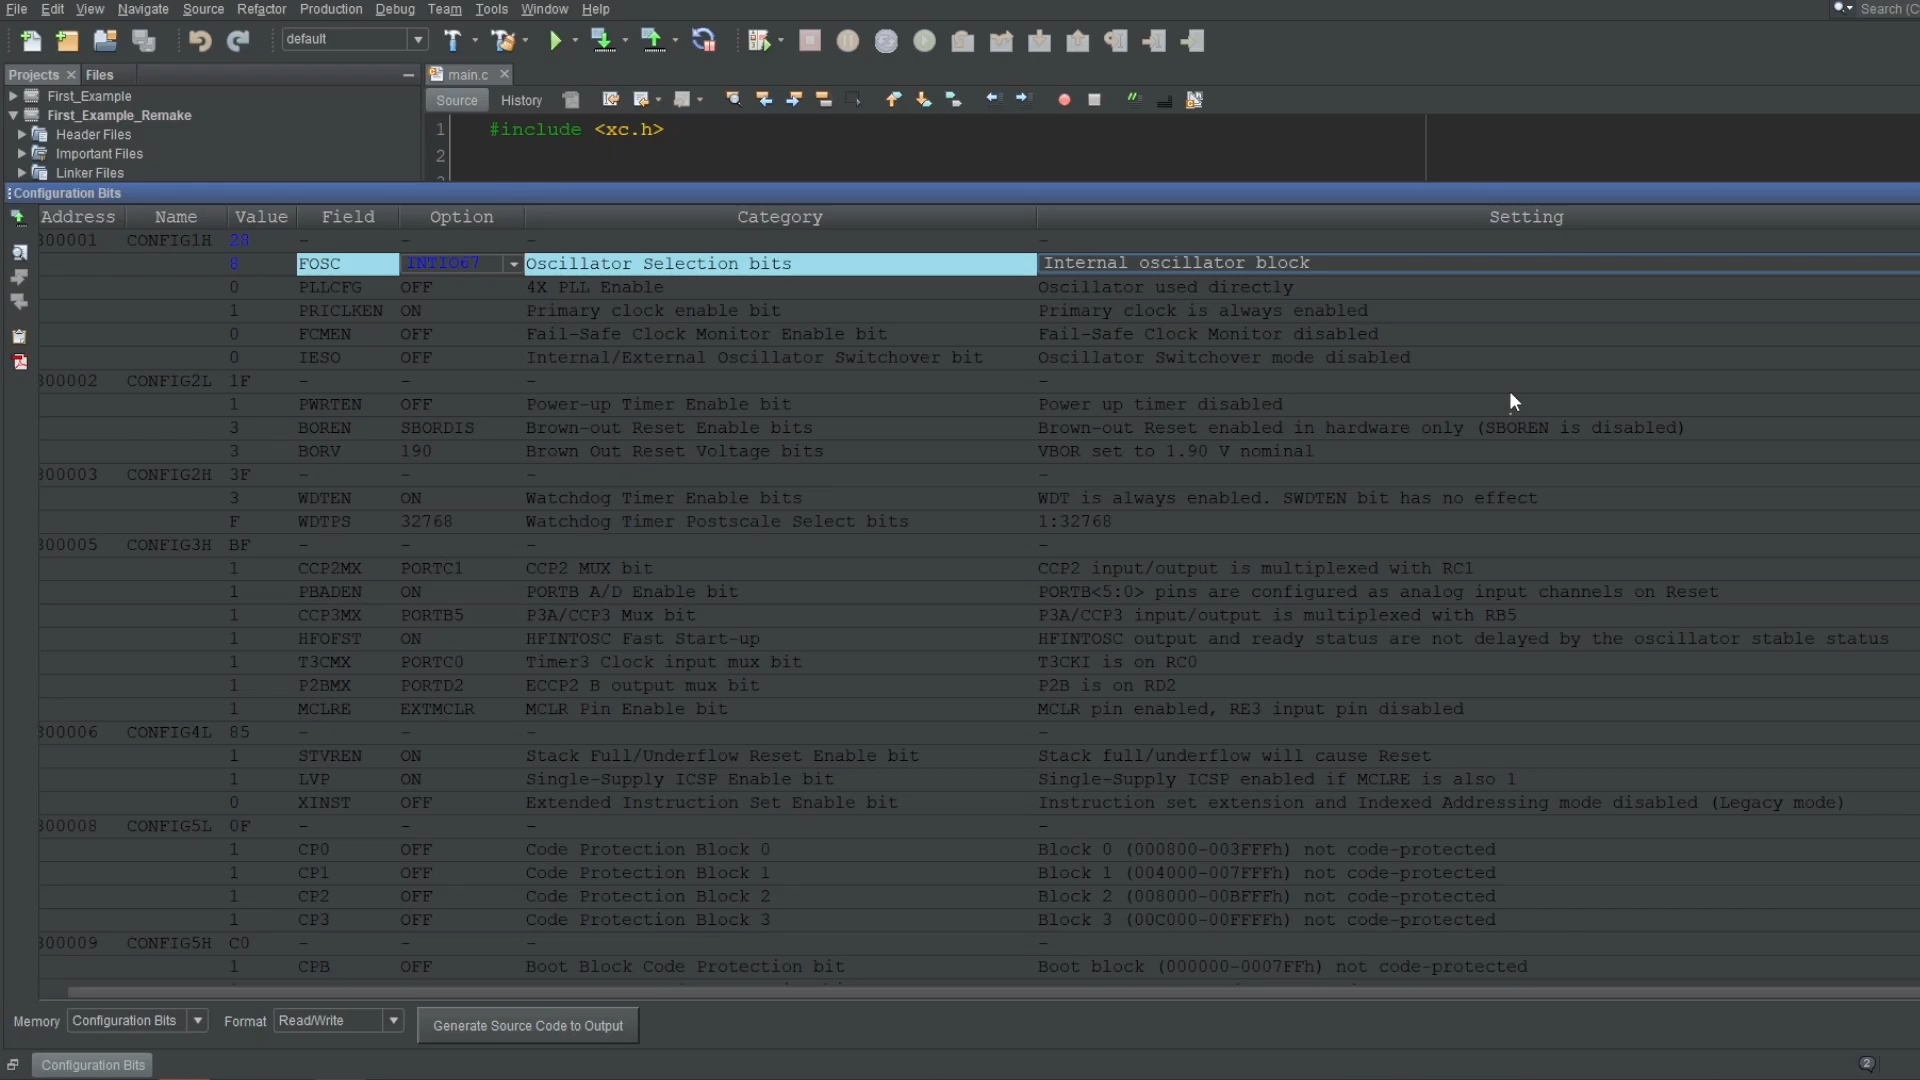 File Edit View Navigate Source Refactor Production Debug Team Tools Window Help Search (C
default
Projects Files main.c
First_Example Source History
First_Example_Remake
Header Files 1 #include <xc.h>
Important Files 2
Linker Files
Configuration Bits
Address Name Value Field Option Category Setting
300001 CONFIG1H 28 - - - -
8 FOSC INTIO67 Oscillator Selection bits Internal oscillator block
0 PLLCFG OFF 4X PLL Enable Oscillator used directly
1 PRICLKEN ON Primary clock enable bit Primary clock is always enabled
0 FCMEN OFF Fail-Safe Clock Monitor Enable bit Fail-Safe Clock Monitor disabled
0 IESO OFF Internal/External Oscillator Switchover bit Oscillator Switchover mode disabled
300002 CONFIG2L 1F - - - -
1 PWRTEN OFF Power-up Timer Enable bit Power up timer disabled
3 BOREN SBORDIS Brown-out Reset Enable bits Brown-out Reset enabled in hardware only (SBOREN is disabled)
3 BORV 190 Brown Out Reset Voltage bits VBOR set to 1.90 V nominal
300003 CONFIG2H 3F - - - -
3 WDTEN ON Watchdog Timer Enable bits WDT is always enabled. SWDTEN bit has no effect
F WDTPS 32768 Watchdog Timer Postscale Select bits 1:32768
300005 CONFIG3H BF - - - -
1 CCP2MX PORTC1 CCP2 MUX bit CCP2 input/output is multiplexed with RC1
1 PBADEN ON PORTB A/D Enable bit PORTB<5:0> pins are configured as analog input channels on Reset
1 CCP3MX PORTB5 P3A/CCP3 Mux bit P3A/CCP3 input/output is multiplexed with RB5
1 HFOFST ON HFINTOSC Fast Start-up HFINTOSC output and ready status are not delayed by the oscillator stable status
1 T3CMX PORTC0 Timer3 Clock input mux bit T3CKI is on RC0
1 P2BMX PORTD2 ECCP2 B output mux bit P2B is on RD2
1 MCLRE EXTMCLR MCLR Pin Enable bit MCLR pin enabled, RE3 input pin disabled
300006 CONFIG4L 85 - - - -
1 STVREN ON Stack Full/Underflow Reset Enable bit Stack full/underflow will cause Reset
1 LVP ON Single-Supply ICSP Enable bit Single-Supply ICSP enabled if MCLRE is also 1
0 XINST OFF Extended Instruction Set Enable bit Instruction set extension and Indexed Addressing mode disabled (Legacy mode)
300008 CONFIG5L 0F - - - -
1 CP0 OFF Code Protection Block 0 Block 0 (000800-003FFFh) not code-protected
1 CP1 OFF Code Protection Block 1 Block 1 (004000-007FFFh) not code-protected
1 CP2 OFF Code Protection Block 2 Block 2 (008000-00BFFFh) not code-protected
1 CP3 OFF Code Protection Block 3 Block 3 (00C000-00FFFFh) not code-protected
300009 CONFIG5H C0 - - - -
1 CPB OFF Boot Block Code Protection bit Boot block (000000-0007FFh) not code-protected
Memory Configuration Bits Format Read/Write Generate Source Code to Output
Configuration Bits 2